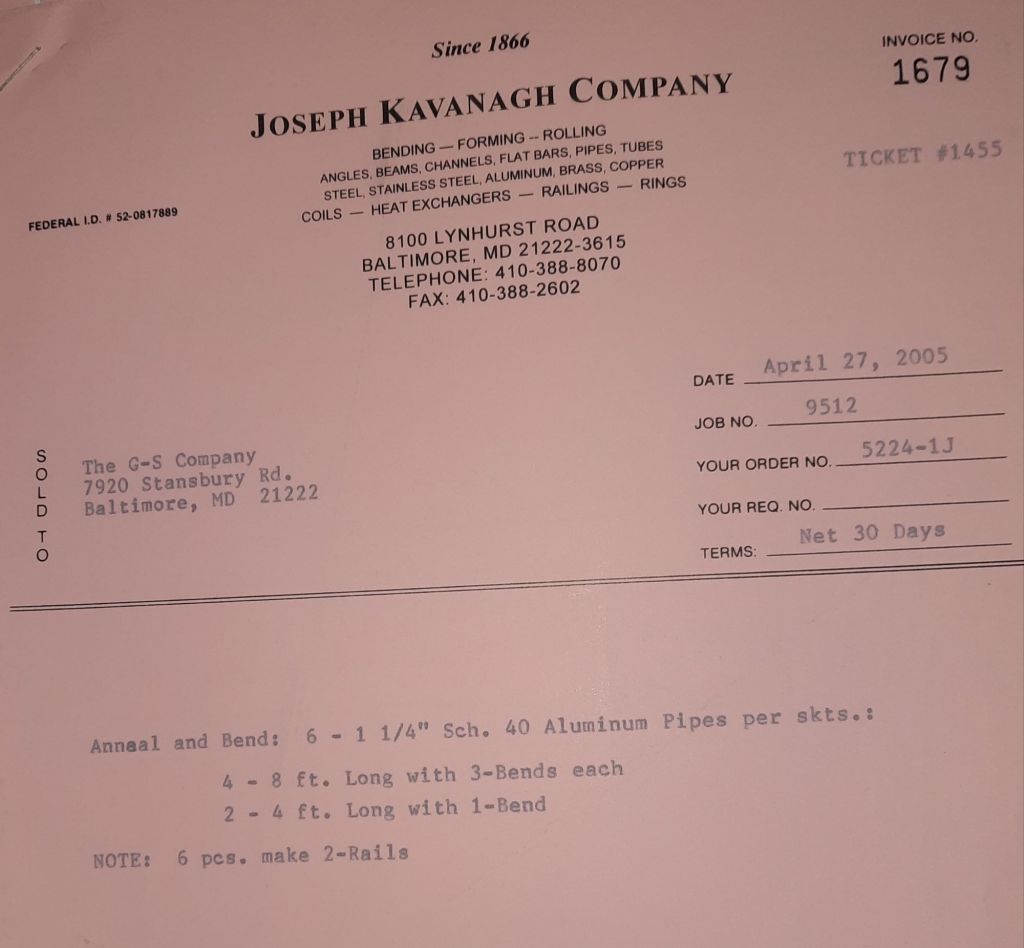 Since 1866
INVOICE NO.
1679
JOSEPH KAVANAGH COMPANY
BENDING — FORMING -- ROLLING
ANGLES, BEAMS, CHANNELS, FLAT BARS, PIPES, TUBES
STEEL, STAINLESS STEEL, ALUMINUM, BRASS, COPPER
COILS — HEAT EXCHANGERS — RAILINGS — RINGS
TICKET #1455
FEDERAL I.D. # 52-0817889
8100 LYNHURST ROAD
BALTIMORE, MD 21222-3615
TELEPHONE: 410-388-8070
FAX: 410-388-2602
DATE April 27, 2005
JOB NO. 9512
YOUR ORDER NO. 5224-1J
YOUR REQ. NO.
TERMS: Net 30 Days
SOLD TO
The G-S Company
7920 Stansbury Rd.
Baltimore, MD 21222
Annaal and Bend: 6 - 1 1/4" Sch. 40 Aluminum Pipes per skts.:
4 - 8 ft. Long with 3-Bends each
2 - 4 ft. Long with 1-Bend
NOTE: 6 pcs. make 2-Rails